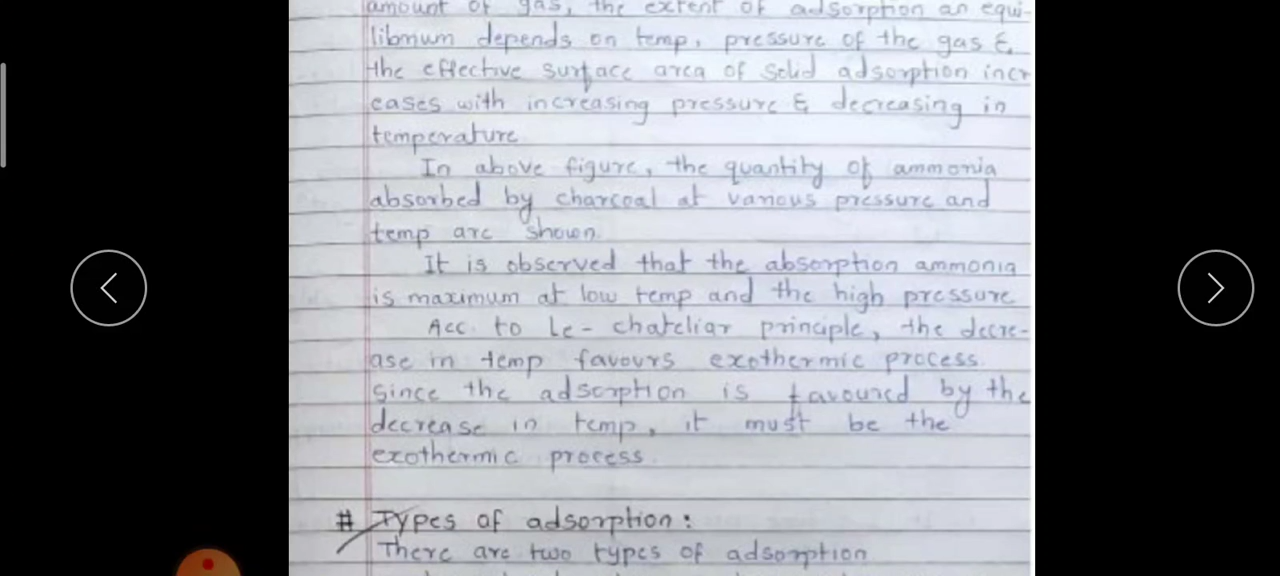 amount of gas, the extent of adsorption an equi-
libmum depends on temp, pressure of the gas &
the effective surface area of solid adsorption incr
eases with increasing pressure & decreasing in
temperature.
In above figure, the quantity of ammonia
absorbed by charcoal at various pressure and
temp are shown.
It is observed that the absorption ammonia
is maximum at low temp and the high pressure
Acc. to Le-chateliar principle, the decre-
ase in temp favours exothermic process.
Since the adsorption is favoured by the
decrease in temp, it must be the
exothermic process.
# Types of adsorption:
There are two types of adsorption